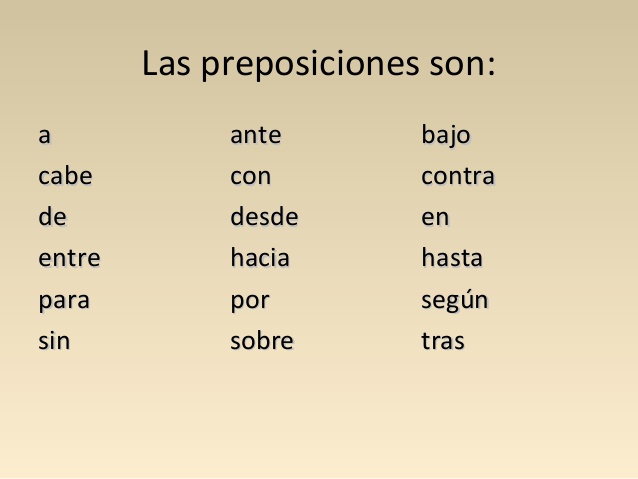 Las preposiciones son:
a ante bajo
cabe con contra
de desde en
entre hacia hasta
para por según
sin sobre tras